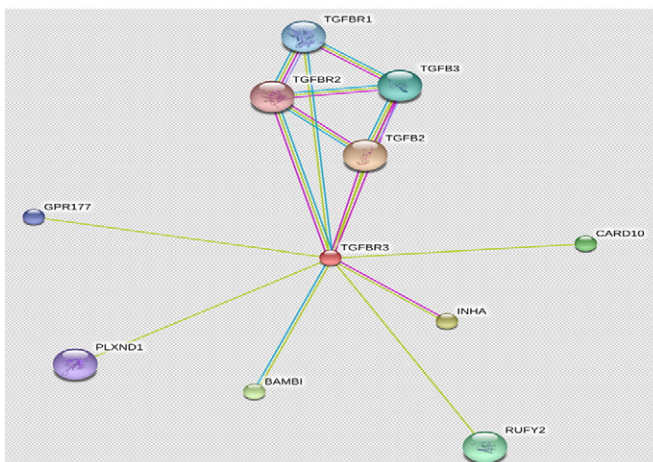 TGFBR1
TGFB3
TGFBR2
TGFB2
GPR177
CARD10
TGFBR3
INHA
PLXND1
BAMBI
RUFY2